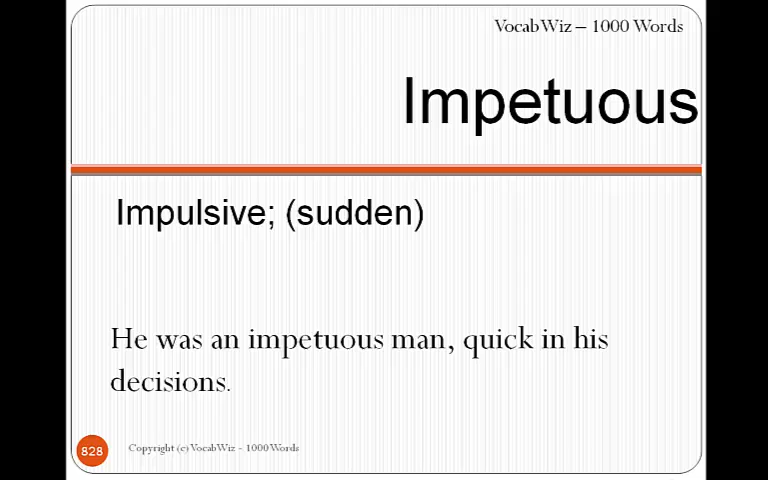 VocabWiz – 1000 Words
Impetuous
Impulsive; (sudden)
He was an impetuous man, quick in his
decisions.
828
Copyright (c) VocabWiz - 1000 Words